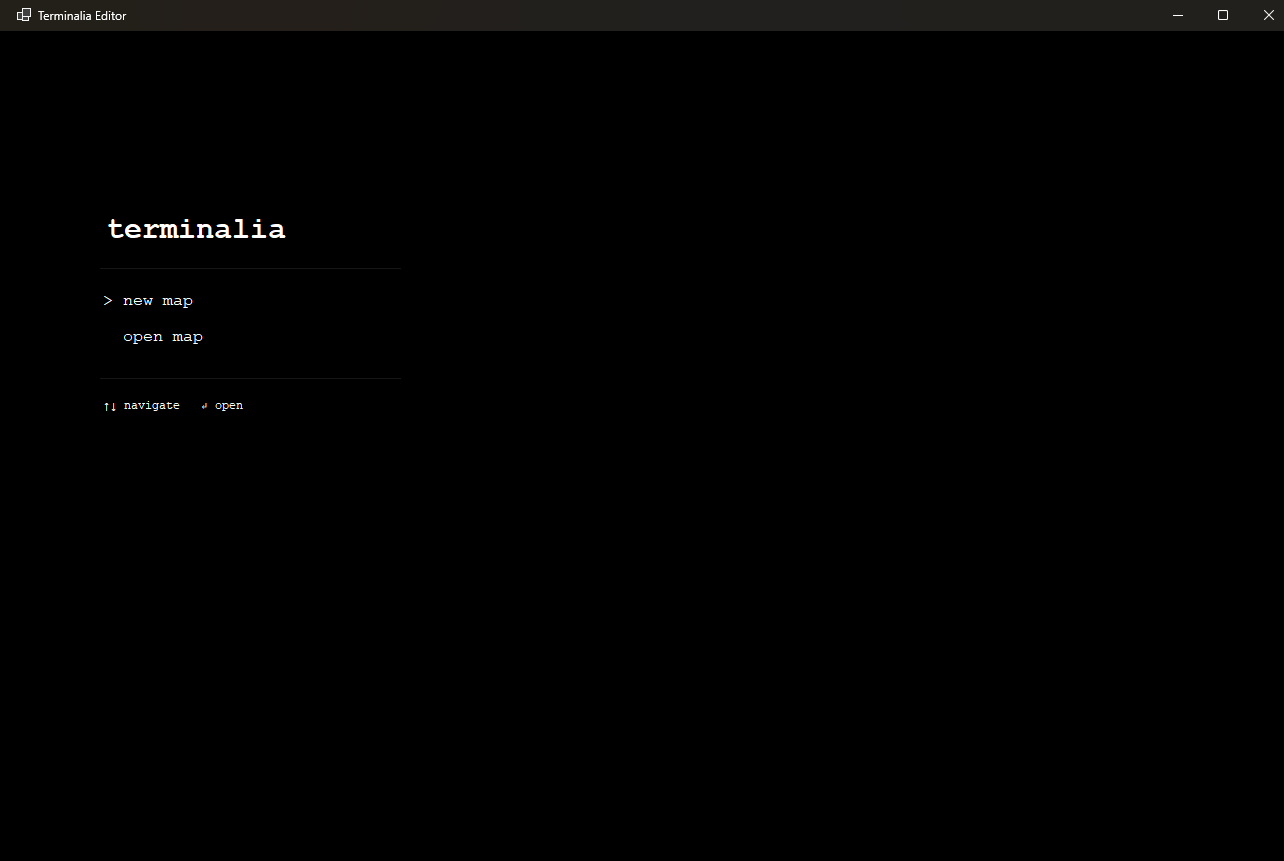 Terminalia Editor
terminalia
> new map
open map
↑↓ navigate ↲ open